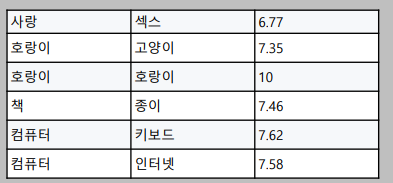 사랑 섹스 6.77
호랑이 고양이 7.35
호랑이 호랑이 10
책 종이 7.46
컴퓨터 키보드 7.62
컴퓨터 인터넷 7.58